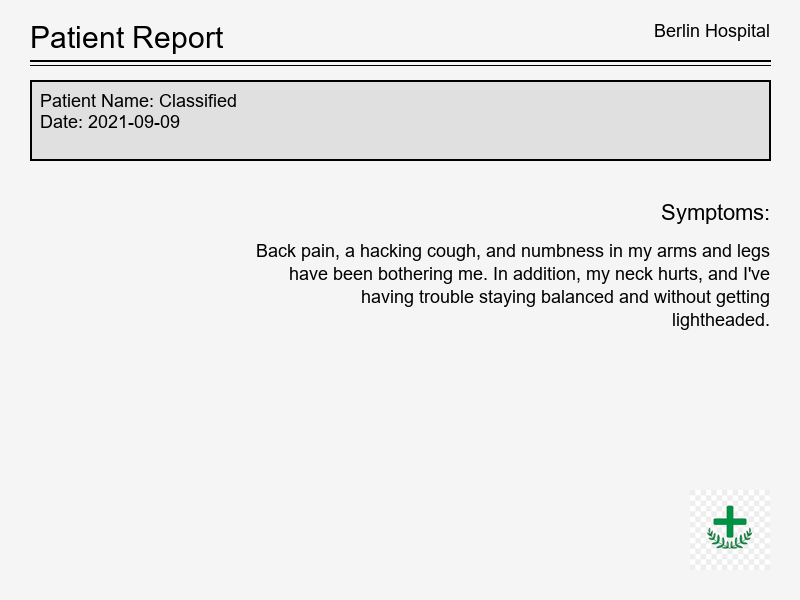 Patient Report
Berlin Hospital
Patient Name: Classified
Date: 2021-09-09
Symptoms:
Back pain, a hacking cough, and numbness in my arms and legs
have been bothering me. In addition, my neck hurts, and I've
having trouble staying balanced and without getting
lightheaded.